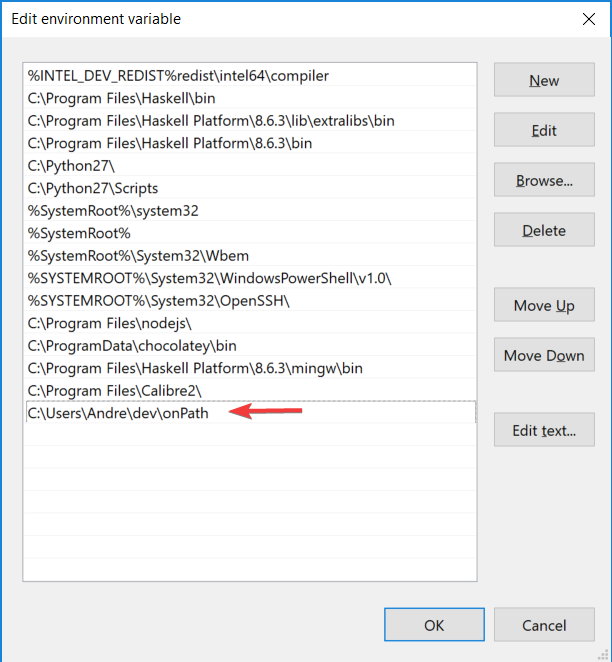 Edit environment variable
%INTEL_DEV_REDIST%redist\intel64\compiler
C:\Program Files\Haskell\bin
C:\Program Files\Haskell Platform\8.6.3\lib\extralibs\bin
C:\Program Files\Haskell Platform\8.6.3\bin
C:\Python27\
C:\Python27\Scripts
%SystemRoot%\system32
%SystemRoot%
%SystemRoot%\System32\Wbem
%SYSTEMROOT%\System32\WindowsPowerShell\v1.0\
%SYSTEMROOT%\System32\OpenSSH\
C:\Program Files\nodejs\
C:\ProgramData\chocolatey\bin
C:\Program Files\Haskell Platform\8.6.3\mingw\bin
C:\Program Files\Calibre2\
C:\Users\Andre\dev\onPath
New
Edit
Browse...
Delete
Move Up
Move Down
Edit text...
OK
Cancel